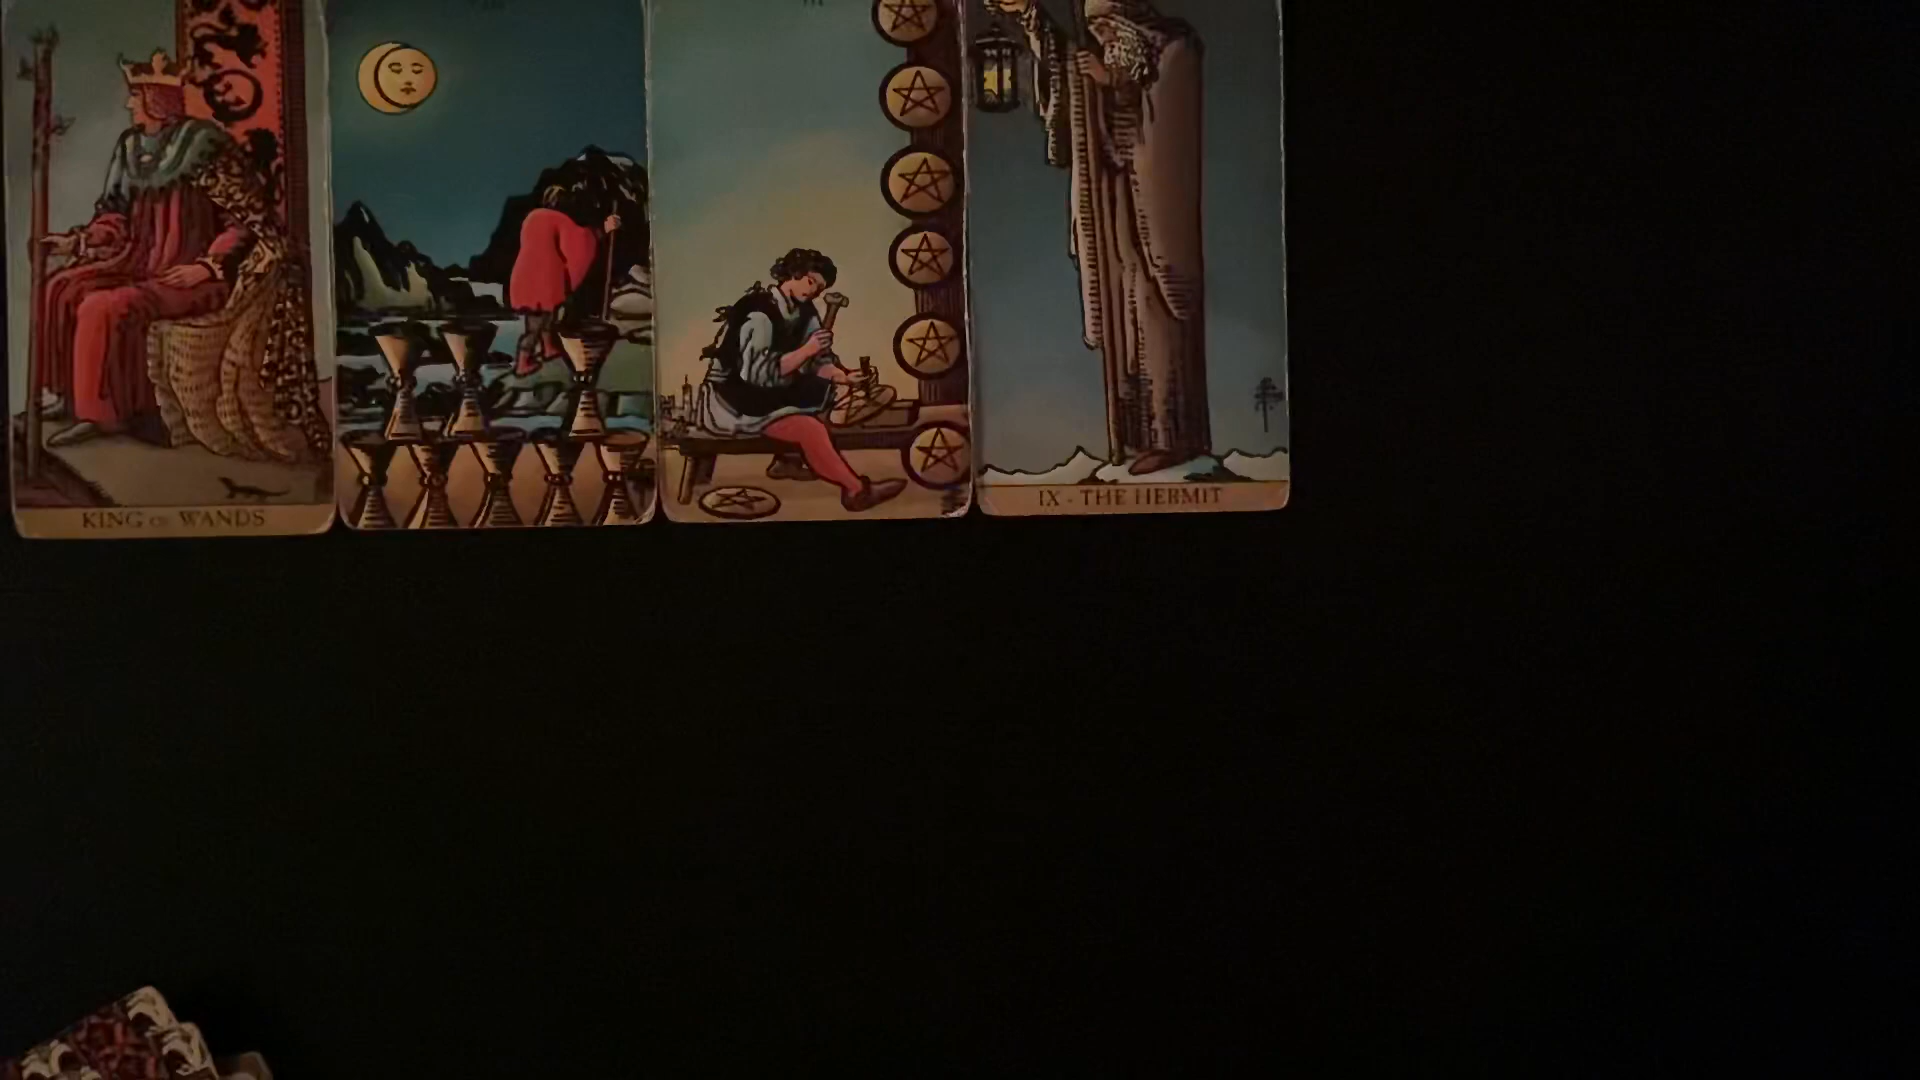 KING OF WANDS
IX - THE HERMIT